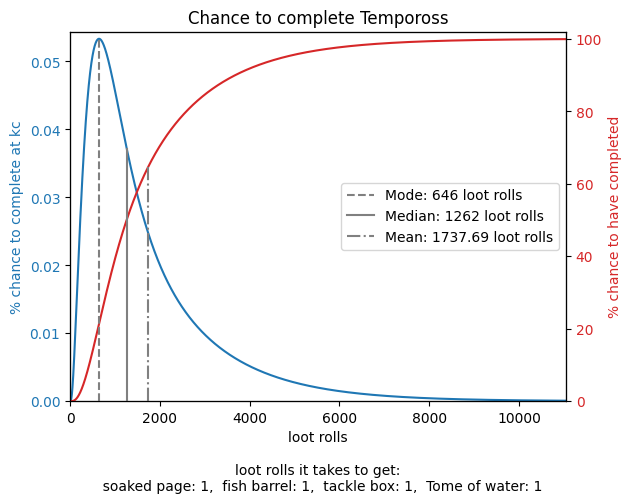 Chance to complete Tempoross
% chance to complete at kc
0.05
0.04
0.03
0.02
0.01
0.00
100
80
60
40
20
0
% chance to have completed
Mode: 646 loot rolls
Median: 1262 loot rolls
Mean: 1737.69 loot rolls
0 2000 4000 6000 8000 10000
loot rolls
loot rolls it takes to get:
soaked page: 1, fish barrel: 1, tackle box: 1, Tome of water: 1